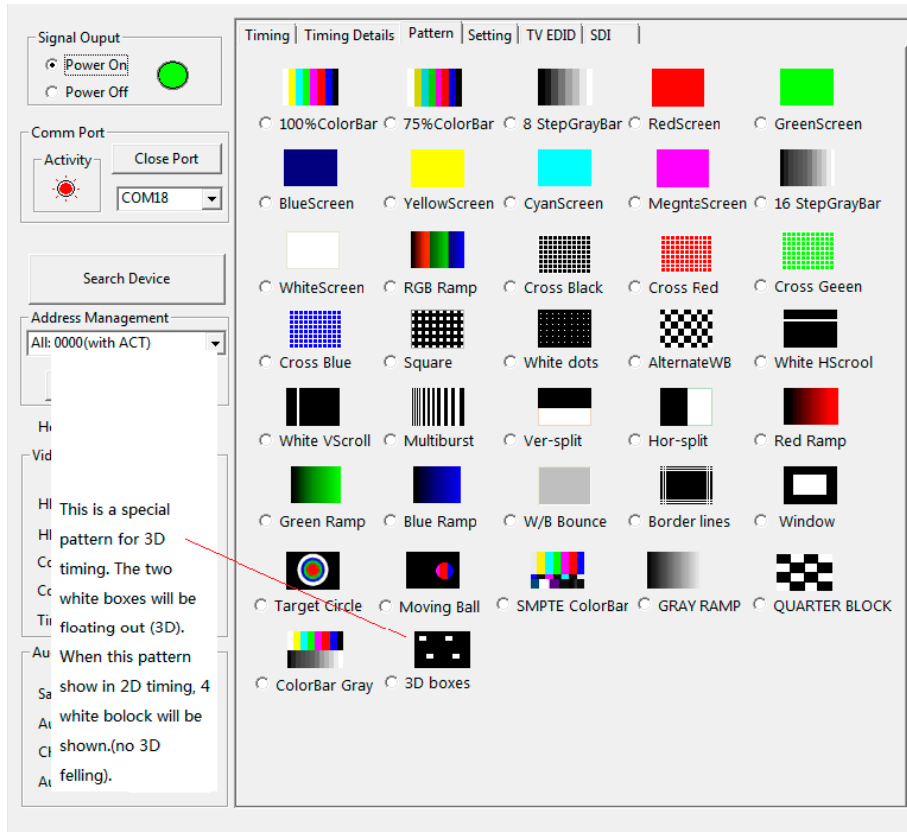 Signal Ouput
Power On
Power Off
Comm Port
Activity
Close Port
COM18
Search Device
Address Management
All: 0000(with ACT)
This is a special
pattern for 3D
timing. The two
white boxes will be
floating out (3D).
When this pattern
show in 2D timing, 4
white bolock will be
shown.(no 3D
felling).
Timing Timing Details Pattern Setting TV EDID SDI
100%ColorBar 75%ColorBar 8 StepGrayBar RedScreen GreenScreen
BlueScreen YellowScreen CyanScreen MegntaScreen 16 StepGrayBar
WhiteScreen RGB Ramp Cross Black Cross Red Cross Geeen
Cross Blue Square White dots AlternateWB White HScrool
White VScroll Multiburst Ver-split Hor-split Red Ramp
Green Ramp Blue Ramp W/B Bounce Border lines Window
Target Circle Moving Ball SMPTE ColorBar GRAY RAMP QUARTER BLOCK
ColorBar Gray 3D boxes